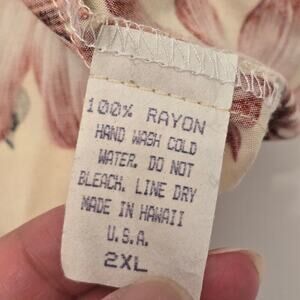 100% RAYON
HAND WASH COLD
WATER. DO NOT
BLEACH. LINE DRY
MADE IN HAWAII
U.S.A.
2XL